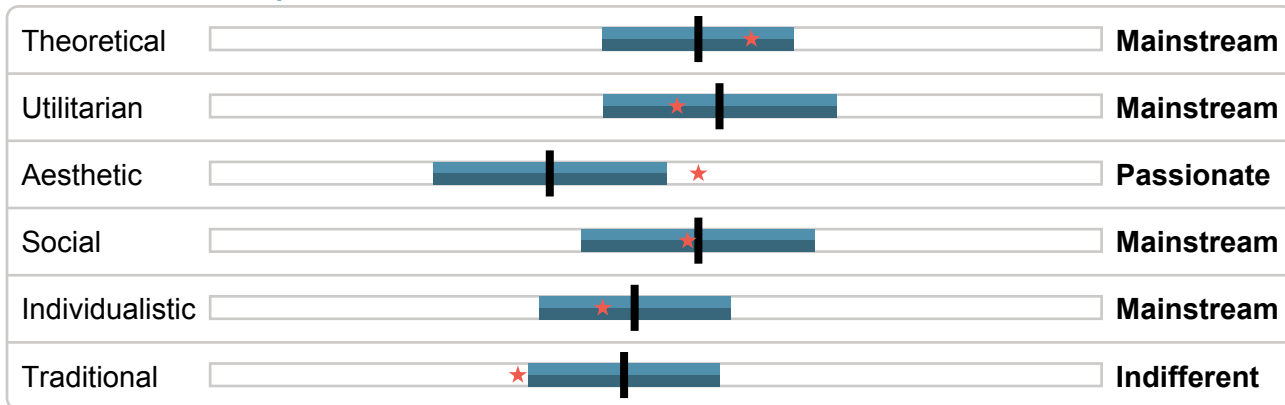 Theoretical Mainstream
Utilitarian Mainstream
Aesthetic Passionate
Social Mainstream
Individualistic Mainstream
Traditional Indifferent